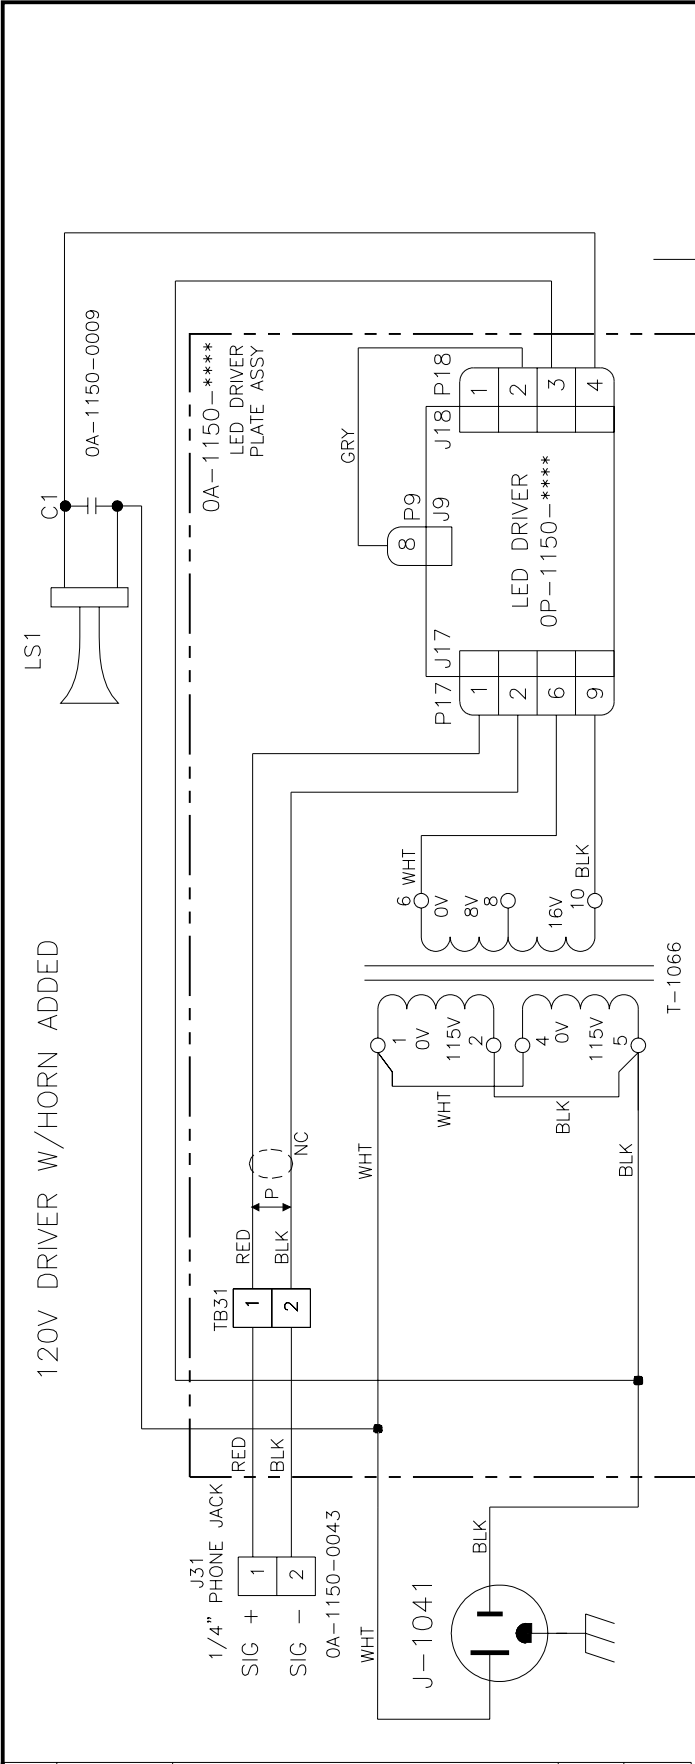 120V DRIVER W/HORN ADDED
LS1
C1
0A-1150-0009
0A-1150-****
LED DRIVER
PLATE ASSY
J31
1/4" PHONE JACK
SIG +
1
RED
SIG -
2
BLK
0A-1150-0043
TB31
1
RED
2
BLK
P
NC
J-1041
WHT
BLK
WHT
BLK
WHT
BLK
1
0V
115V
2
4
0V
115V
5
T-1066
6
WHT
0V
8V
8
16V
10
BLK
P17
J17
1
2
6
9
GRY
8
P9
J9
LED DRIVER
0P-1150-****
J18
P18
1
2
3
4